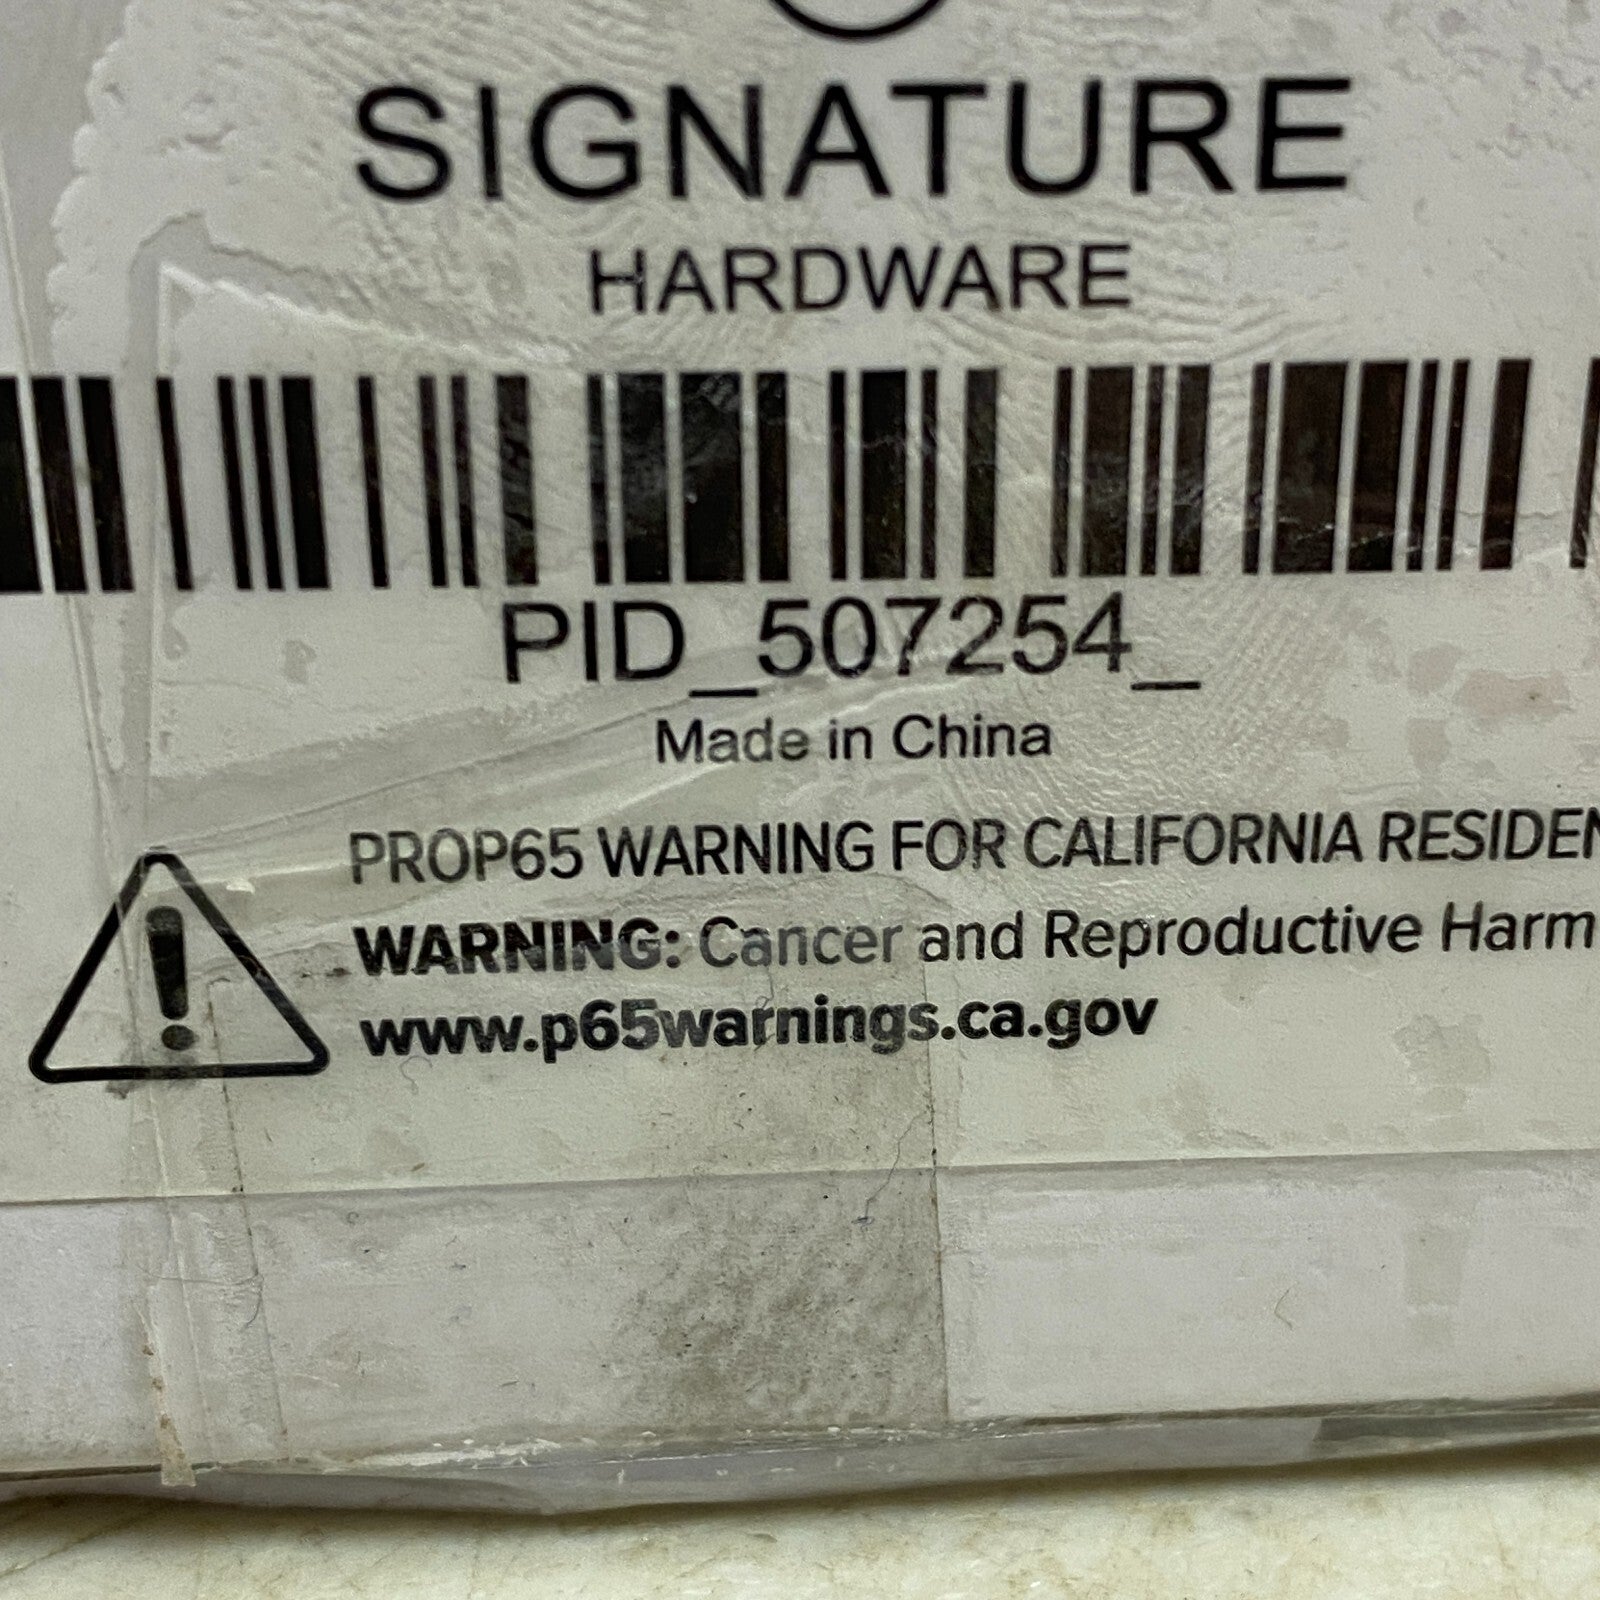 SIGNATURE
HARDWARE
PID_507254_
Made in China
PROP65 WARNING FOR CALIFORNIA RESIDEN
WARNING: Cancer and Reproductive Harm
www.p65warnings.ca.gov